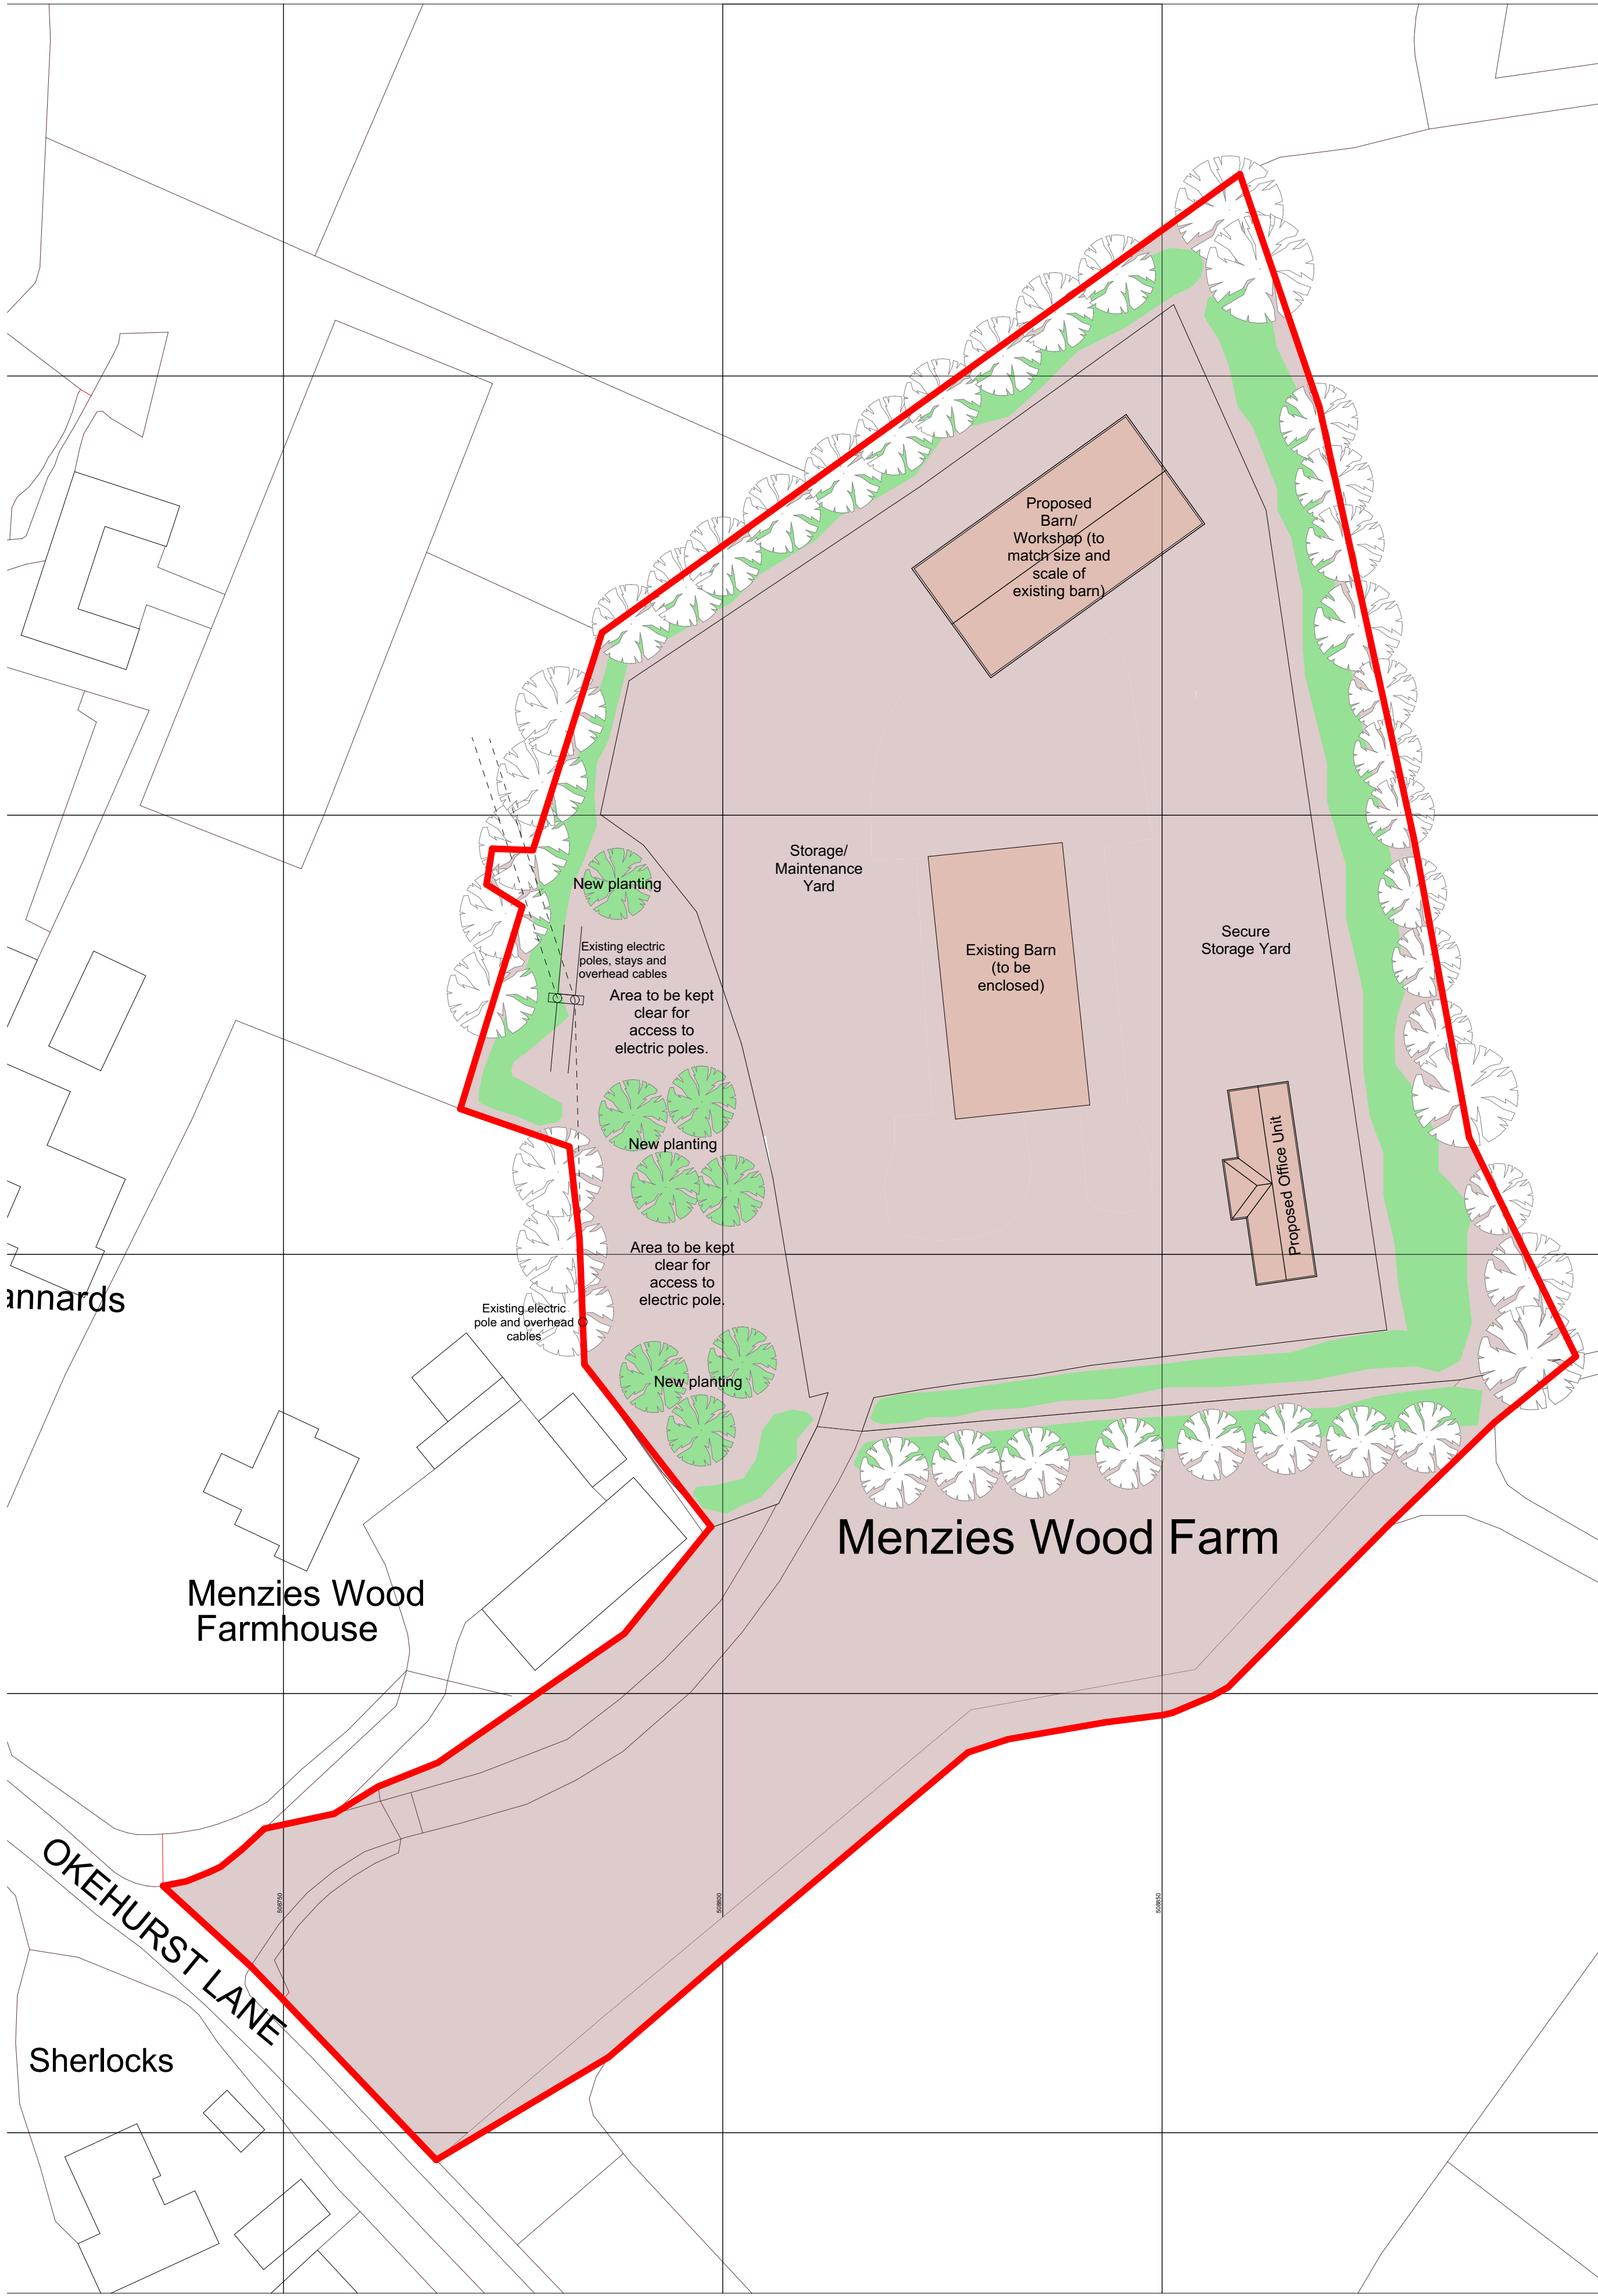 Proposed
Barn/
Workshop (to
match size and
scale of
existing barn)
Storage/
Maintenance
Yard
New planting
Existing Barn
(to be
enclosed)
Secure
Storage Yard
Existing electric
poles, stays and
overhead cables
Area to be kept
clear for
access to
electric poles.
New planting
Proposed Office Unit
Area to be kept
clear for
access to
electric pole.
annards
Existing electric
pole and overhead
cables
New planting
Menzies Wood Farm
Menzies Wood
Farmhouse
OKEHURST LANE
508750
508800
508850
Sherlocks